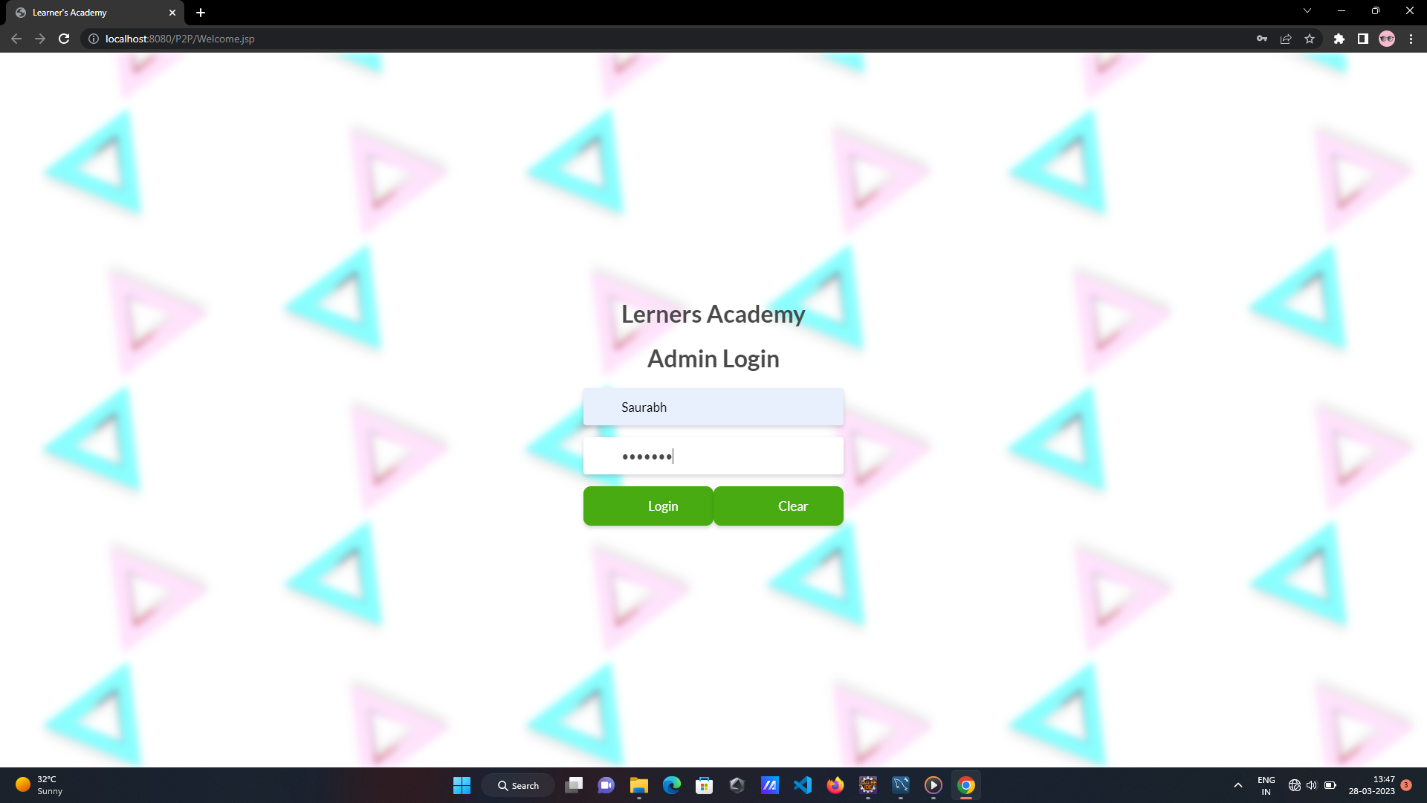 Learner's Academy
localhost:8080/P2P/Welcome.jsp
Lerners Academy
Admin Login
Saurabh
•••••••
Login
Clear
32°C
Sunny
Search
ENG
IN
13:47
28-03-2023
3